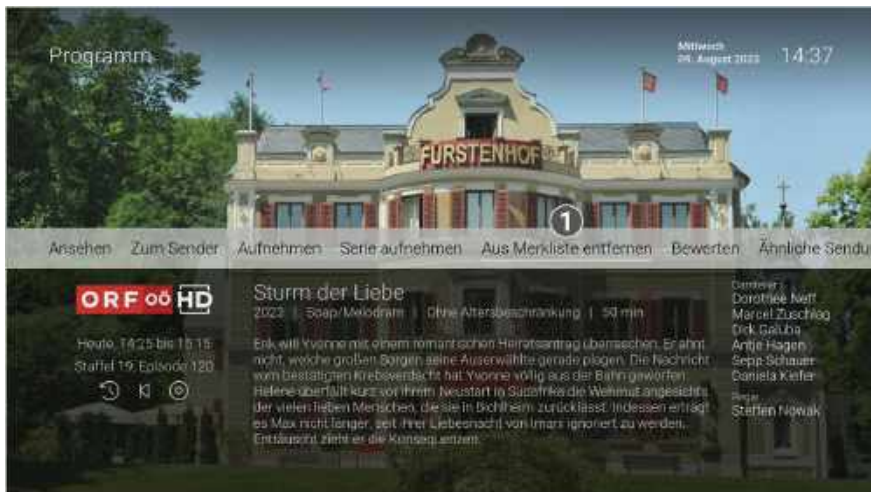 Programm
Mittwoch
09. August 2023
14:37
FURSTENHOF
1
Ansehen Zum Sender Aufnehmen Serie aufnehmen Aus Merkliste entfernen Bewerten Ähnliche Sendu
ORF OÖ HD
Heute, 14:25 bis 15:15
Staffel 19, Episode 120
Sturm der Liebe
2023 | Soap/Melodram | Ohne Altersbeschränkung | 50 min
Erik will Yvonne mit einem romantischen Heiratsantrag überraschen. Er ahnt
nicht, welche großen Sorgen seine Auserwählte gerade plagen. Die Nachricht
vom bestätigten Krebsverdacht hat Yvonne völlig aus der Bahn geworfen.
Helene überfällt kurz vor ihrem Neustart in Südafrika die Wehmut angesichts
der vielen lieben Menschen, die sie in Bichlheim zurücklässt. Indessen erträgt
es Max nicht länger, seit ihrer Liebesnacht von Imani ignoriert zu werden.
Enttäuscht zieht er die Konsequenzen.
Darsteller
Dorothée Neff
Marcel Zuschlag
Dirk Galuba
Antje Hagen
Sepp Schauer
Daniela Kiefer
Regie
Steffen Nowak